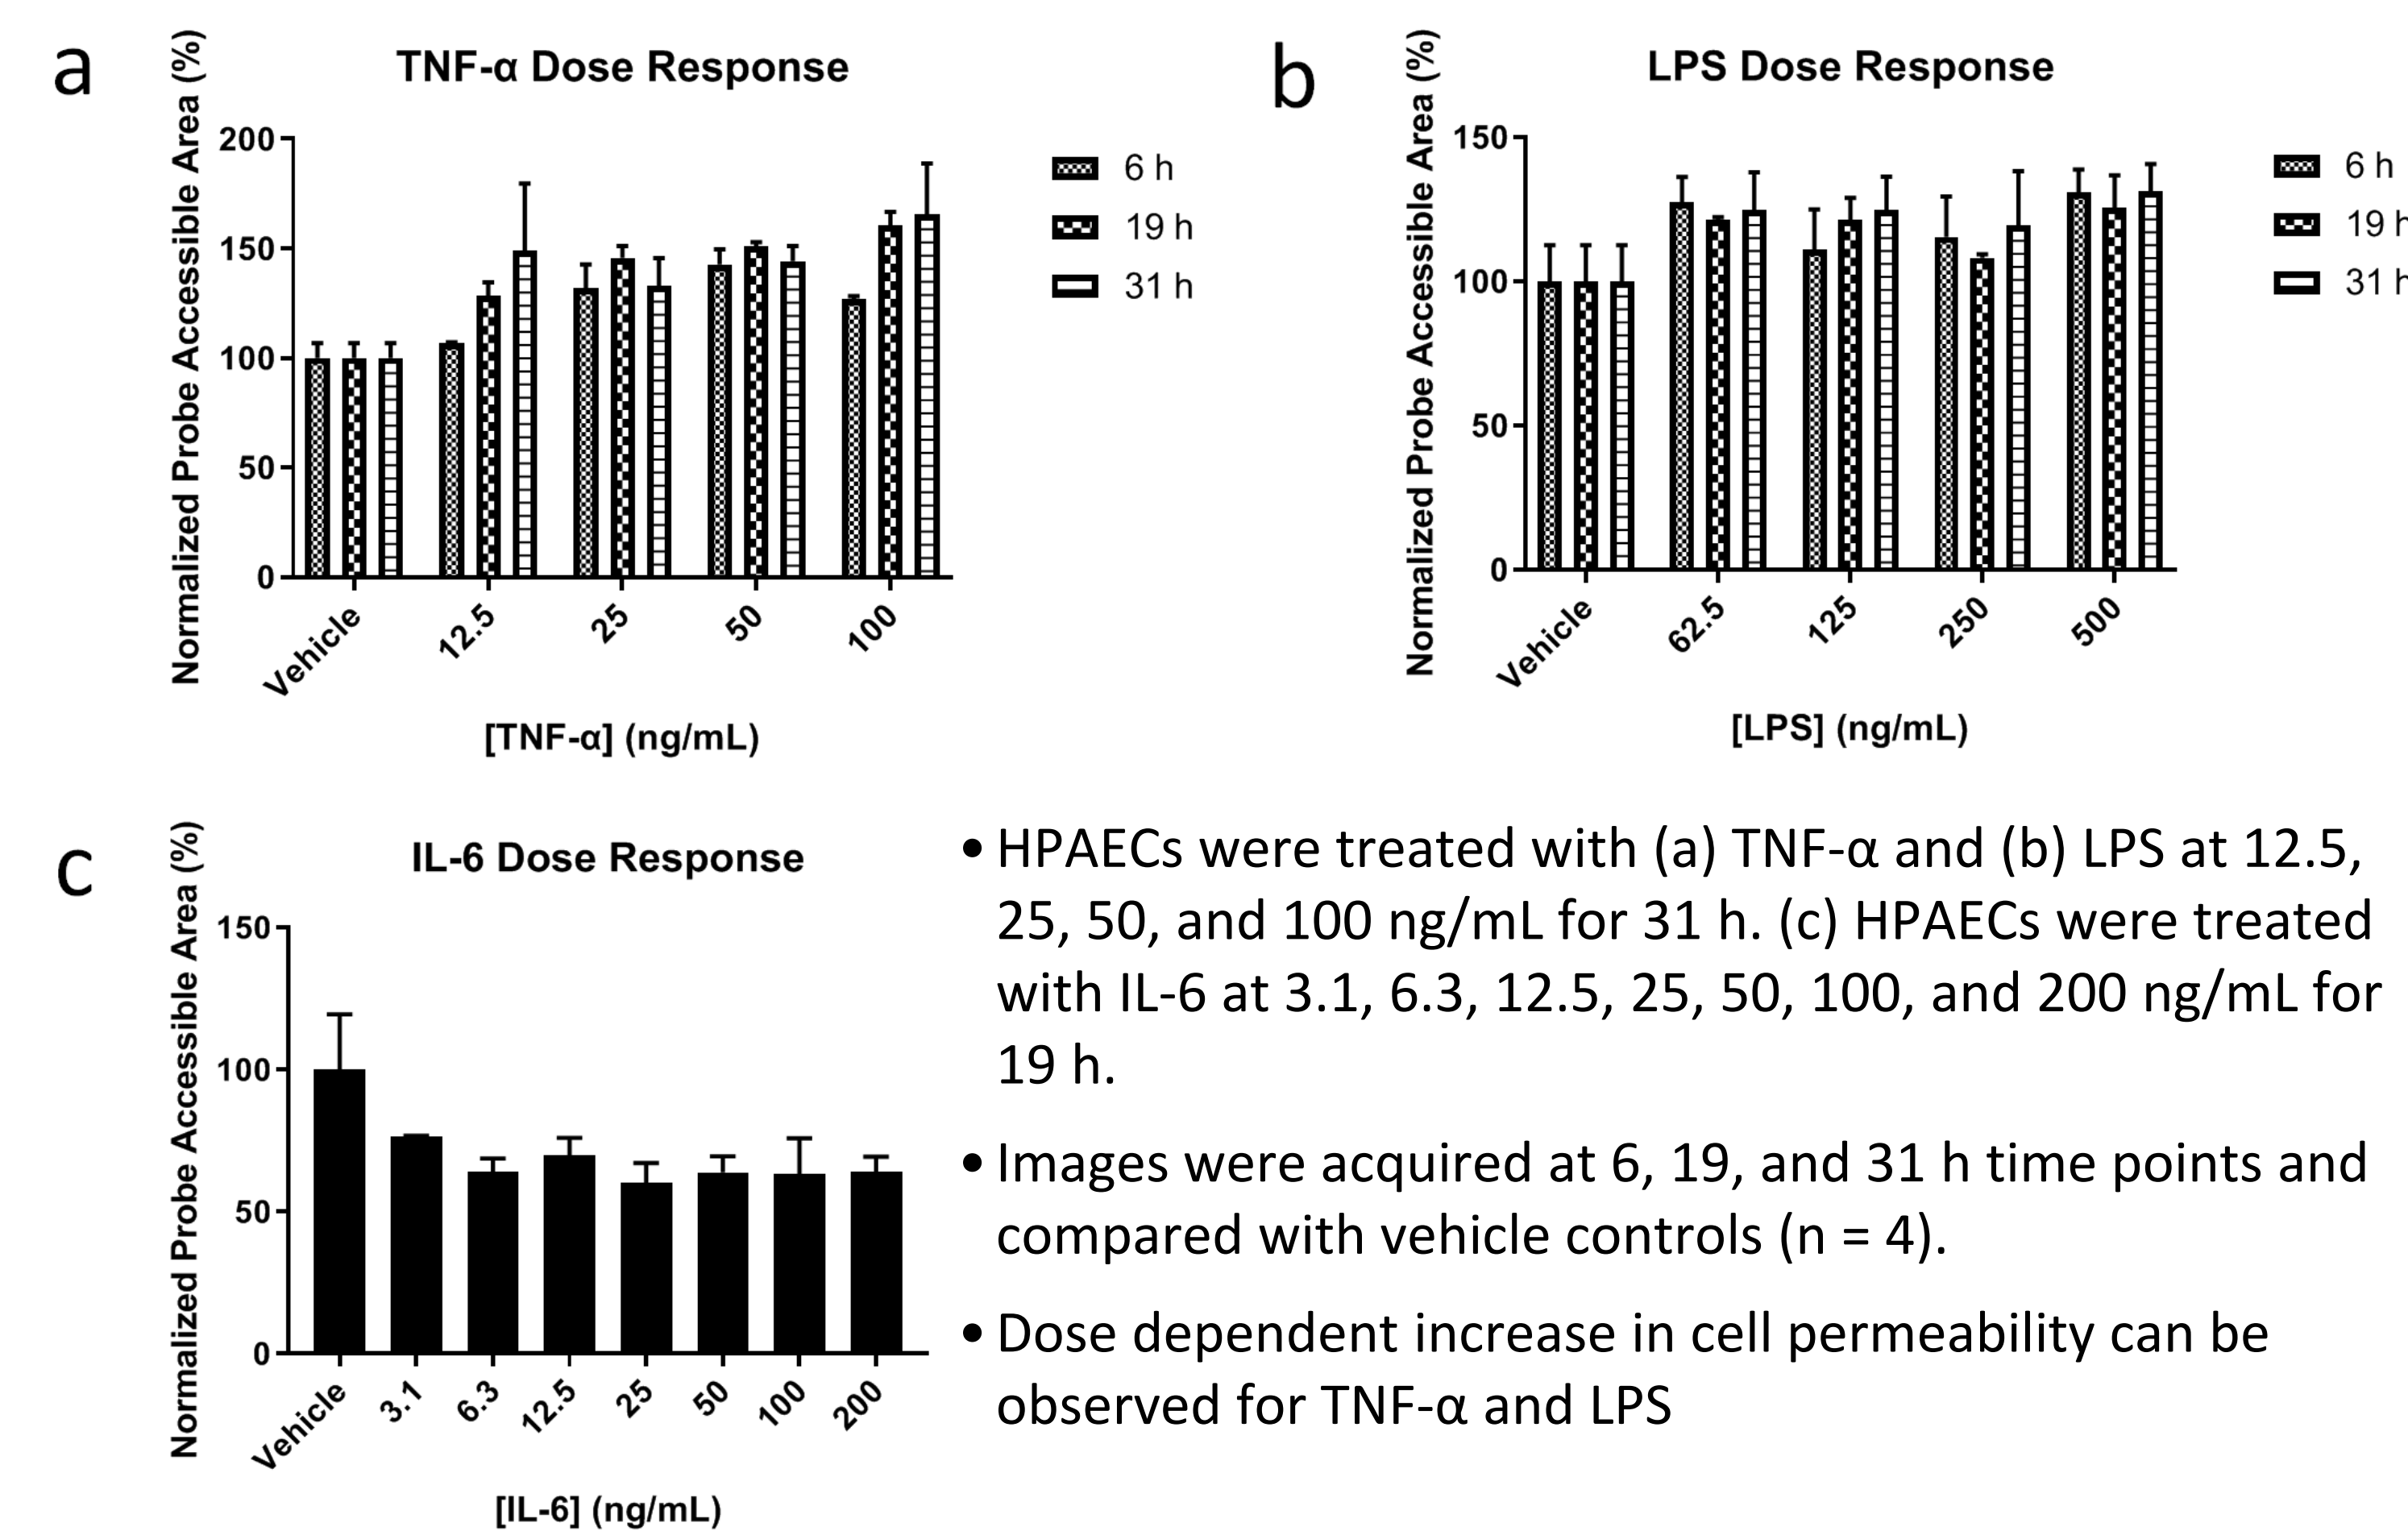 a
TNF-α Dose Response
Normalized Probe Accessible Area (%)
200
150
100
50
0
Vehicle
12.5
25
50
100
[TNF-α] (ng/mL)
6 h
19 h
31 h
b
LPS Dose Response
Normalized Probe Accessible Area (%)
150
100
50
0
Vehicle
62.5
125
250
500
[LPS] (ng/mL)
6 h
19 h
31 h
c
IL-6 Dose Response
Normalized Probe Accessible Area (%)
150
100
50
0
Vehicle
3.1
6.3
12.5
25
50
100
200
[IL-6] (ng/mL)
• HPAECs were treated with (a) TNF-α and (b) LPS at 12.5,
25, 50, and 100 ng/mL for 31 h. (c) HPAECs were treated
with IL-6 at 3.1, 6.3, 12.5, 25, 50, 100, and 200 ng/mL for
19 h.
• Images were acquired at 6, 19, and 31 h time points and
compared with vehicle controls (n = 4).
• Dose dependent increase in cell permeability can be
observed for TNF-α and LPS